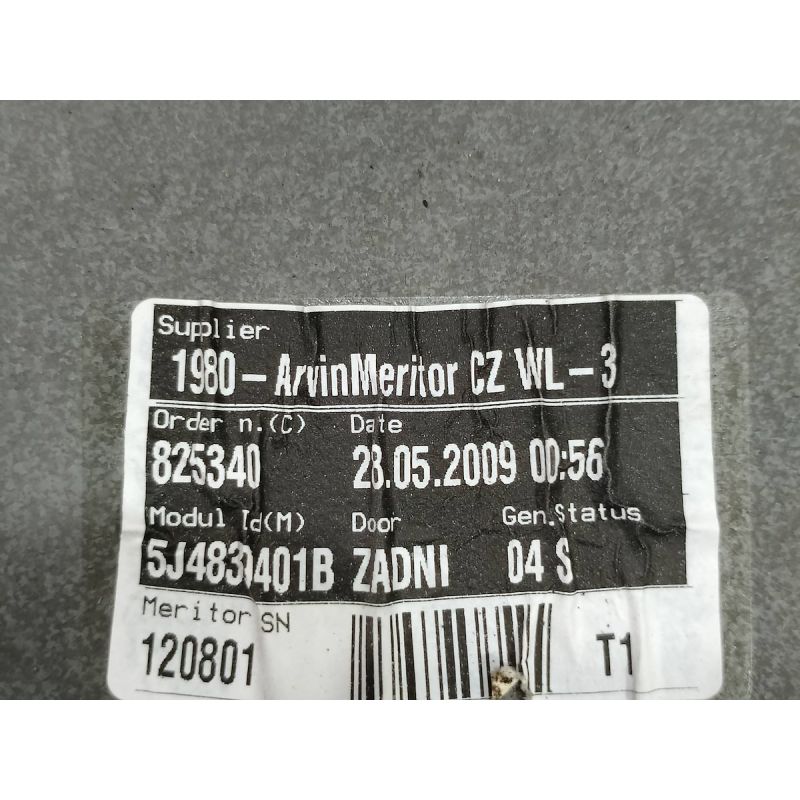 Supplier
1980-ArvinMeritor CZ WL-3
Order n.(C) Date
825340 28.05.2009 00:56
Modul Id(M) Door Gen.Status
5J4839401B ZADNI 04 S
Meritor SN
120801 T1